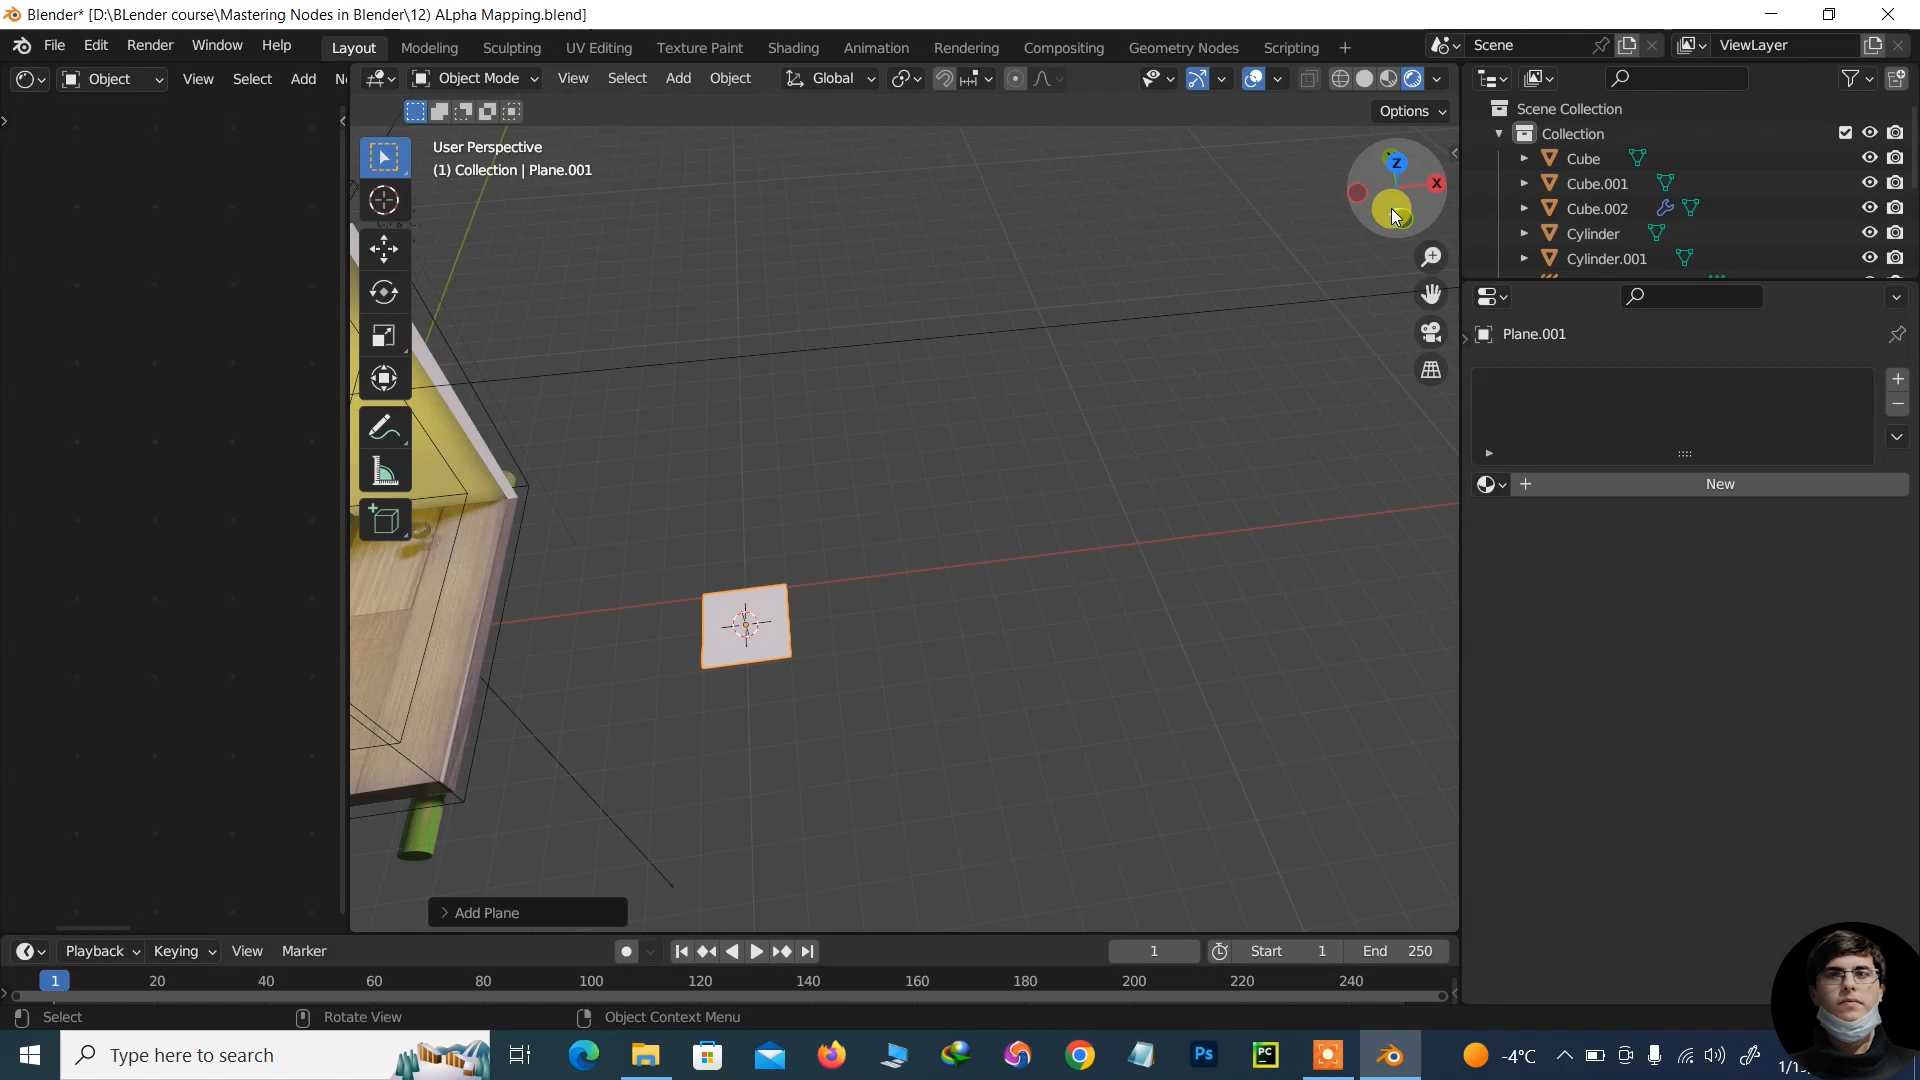 Blender* [D:\BLender course\Mastering Nodes in Blender\12) ALpha Mapping.blend]
File Edit Render Window Help Layout Modeling Sculpting UV Editing Texture Paint Shading Animation Rendering Compositing Geometry Nodes Scripting Scene ViewLayer
Object View Select Add Object Mode View Select Add Object Global
Options
User Perspective
(1) Collection | Plane.001
Z
X
Scene Collection
Collection
Cube
Cube.001
Cube.002
Cylinder
Cylinder.001
Plane.001
New
Add Plane
Playback Keying View Marker 1 Start 1 End 250
1 20 40 60 80 100 120 140 160 180 200 220 240
Select Rotate View Object Context Menu
Type here to search Ps PC -4°C